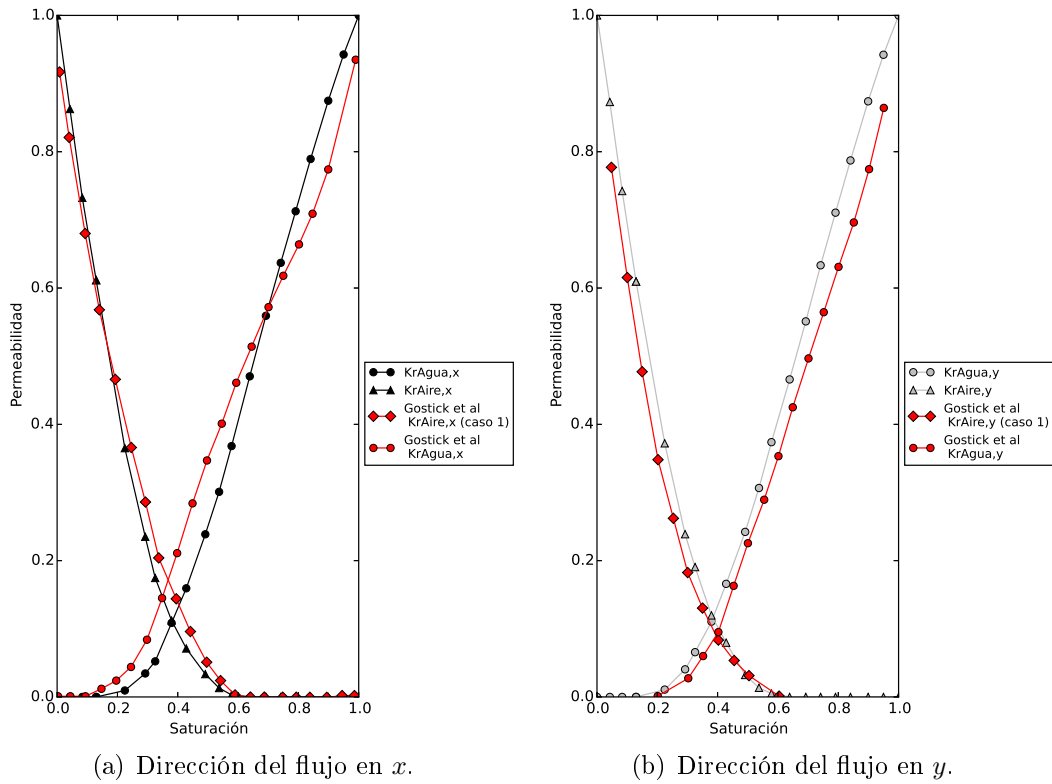 1.0
0.8
0.6
0.4
0.2
0.0
0.0 0.2 0.4 0.6 0.8 1.0
Permeabilidad
Saturación
KrAgua,x
KrAire,x
Gostick et al
KrAire,x (caso 1)
Gostick et al
KrAgua,x
(a) Dirección del flujo en x.
1.0
0.8
0.6
0.4
0.2
0.0
0.0 0.2 0.4 0.6 0.8 1.0
Permeabilidad
Saturación
KrAgua,y
KrAire,y
Gostick et al
KrAire,y (caso 1)
Gostick et al
KrAgua,y
(b) Dirección del flujo en y.